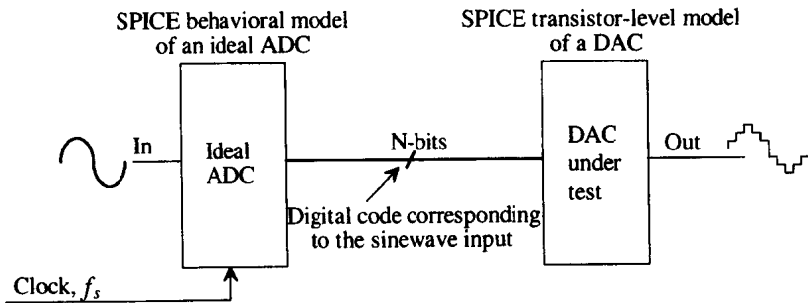 SPICE behavioral model
of an ideal ADC
SPICE transistor-level model
of a DAC
In
Ideal
ADC
N-bits
DAC
under
test
Out
Digital code corresponding
to the sinewave input
Clock, fs